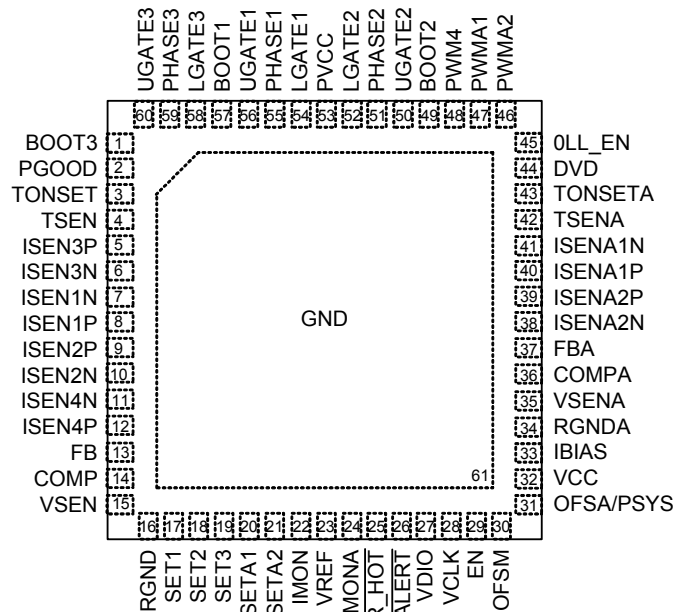 UGATE3
PHASE3
LGATE3
BOOT1
UGATE1
PHASE1
LGATE1
PVCC
LGATE2
PHASE2
UGATE2
BOOT2
PWM4
PWMA1
PWMA2
60 59 58 57 56 55 54 53 52 51 50 49 48 47 46
BOOT3 1
PGOOD 2
TONSET 3
TSEN 4
ISEN3P 5
ISEN3N 6
ISEN1N 7
ISEN1P 8
ISEN2P 9
ISEN2N 10
ISEN4N 11
ISEN4P 12
FB 13
COMP 14
VSEN 15
GND
61
45 0LL_EN
44 DVD
43 TONSETA
42 TSENA
41 ISENA1N
40 ISENA1P
39 ISENA2P
38 ISENA2N
37 FBA
36 COMPA
35 VSENA
34 RGNDA
33 IBIAS
32 VCC
31 OFSA/PSYS
16 17 18 19 20 21 22 23 24 25 26 27 28 29 30
RGND
SET1
SET2
SET3
SETA1
SETA2
IMON
VREF
MONA
R_HOT
ALERT
VDIO
VCLK
EN
OFSM